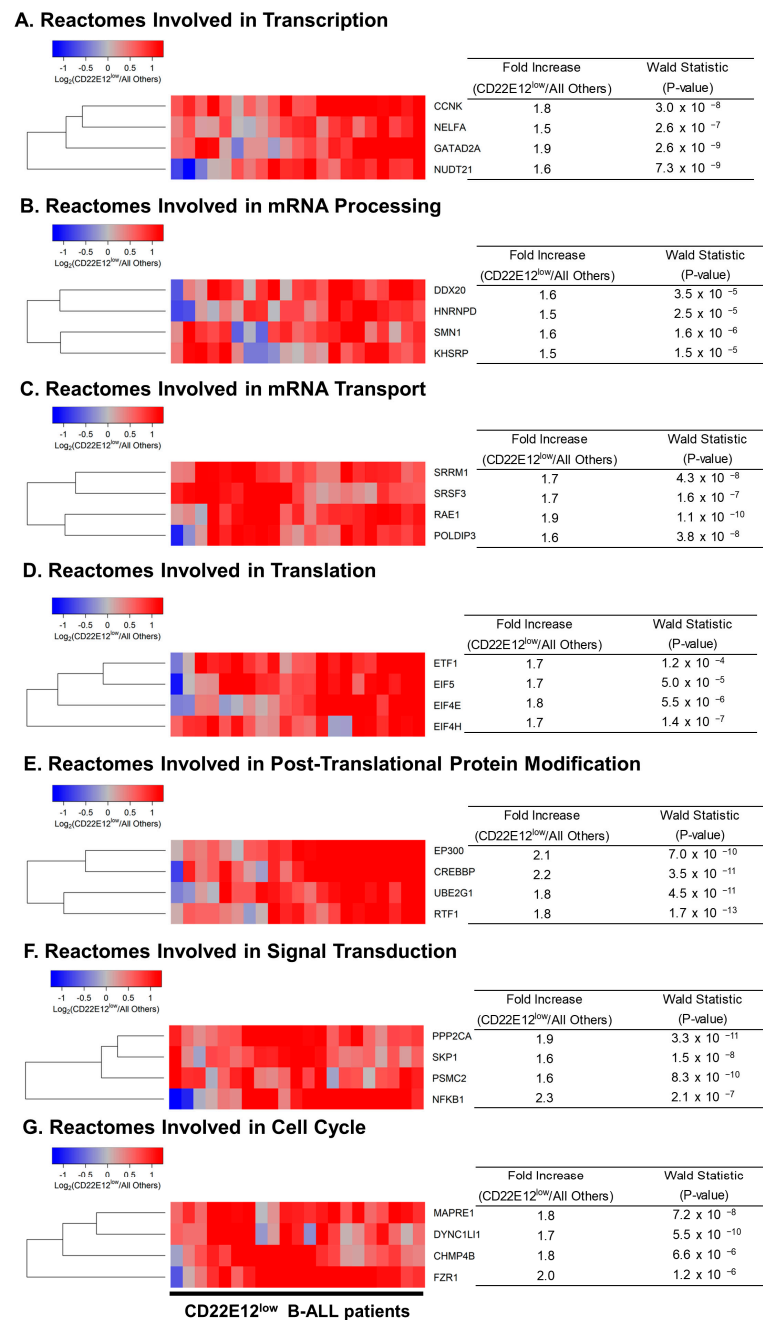 A. Reactomes Involved in Transcription
-1 -0.5 0 0.5 1
Log2(CD22E12low/All Others)
Fold Increase Wald Statistic
(CD22E12low/All Others) (P-value)
CCNK 1.8 3.0 x 10 −8
NELFA 1.5 2.6 x 10 −7
GATAD2A 1.9 2.6 x 10 −9
NUDT21 1.6 7.3 x 10 −9
B. Reactomes Involved in mRNA Processing
-1 -0.5 0 0.5 1
Log2(CD22E12low/All Others)
Fold Increase Wald Statistic
(CD22E12low/All Others) (P-value)
DDX20 1.6 3.5 x 10 −5
HNRNPD 1.5 2.5 x 10 −5
SMN1 1.6 1.6 x 10 −6
KHSRP 1.5 1.5 x 10 −5
C. Reactomes Involved in mRNA Transport
-1 -0.5 0 0.5 1
Log2(CD22E12low/All Others)
Fold Increase Wald Statistic
(CD22E12low/All Others) (P-value)
SRRM1 1.7 4.3 x 10 −8
SRSF3 1.7 1.6 x 10 −7
RAE1 1.9 1.1 x 10 −10
POLDIP3 1.6 3.8 x 10 −8
D. Reactomes Involved in Translation
-1 -0.5 0 0.5 1
Log2(CD22E12low/All Others)
Fold Increase Wald Statistic
(CD22E12low/All Others) (P-value)
ETF1 1.7 1.2 x 10 −4
EIF5 1.7 5.0 x 10 −5
EIF4E 1.8 5.5 x 10 −6
EIF4H 1.7 1.4 x 10 −7
E. Reactomes Involved in Post-Translational Protein Modification
-1 -0.5 0 0.5 1
Log2(CD22E12low/All Others)
Fold Increase Wald Statistic
(CD22E12low/All Others) (P-value)
EP300 2.1 7.0 x 10 −10
CREBBP 2.2 3.5 x 10 −11
UBE2G1 1.8 4.5 x 10 −11
RTF1 1.8 1.7 x 10 −13
F. Reactomes Involved in Signal Transduction
-1 -0.5 0 0.5 1
Log2(CD22E12low/All Others)
Fold Increase Wald Statistic
(CD22E12low/All Others) (P-value)
PPP2CA 1.9 3.3 x 10 −11
SKP1 1.6 1.5 x 10 −8
PSMC2 1.6 8.3 x 10 −10
NFKB1 2.3 2.1 x 10 −7
G. Reactomes Involved in Cell Cycle
-1 -0.5 0 0.5 1
Log2(CD22E12low/All Others)
Fold Increase Wald Statistic
(CD22E12low/All Others) (P-value)
MAPRE1 1.8 7.2 x 10 −8
DYNC1LI1 1.7 5.5 x 10 −10
CHMP4B 1.8 6.6 x 10 −6
FZR1 2.0 1.2 x 10 −6
CD22E12low B-ALL patients